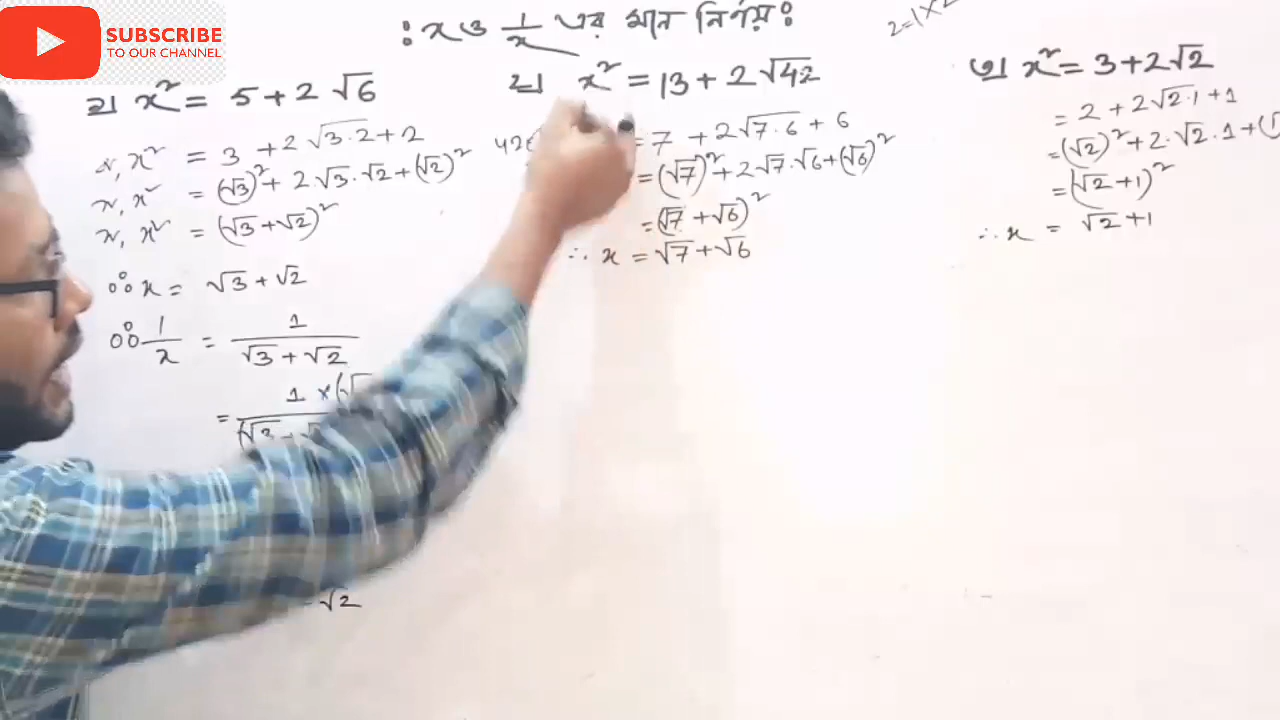 SUBSCRIBE
TO OUR CHANNEL
: x ও 1/x এর মান নির্ণয় :
x² = 5 + 2√6
বা, x² = 3 + 2√3.2 + 2
বা, x² = (√3)² + 2.√3.√2 + (√2)²
বা, x² = (√3 + √2)²
∴ x = √3 + √2
∴ 1/x = 1/(√3 + √2)
x² = 13 + 2√42
= 7 + 2√7.6 + 6
= (√7)² + 2.√7.√6 + (√6)²
= (√7 + √6)²
∴ x = √7 + √6
2=1×2
x² = 3 + 2√2
= 2 + 2√2.1 + 1
= (√2)² + 2.√2.1 + (
= (√2 + 1)²
∴ x = √2 + 1